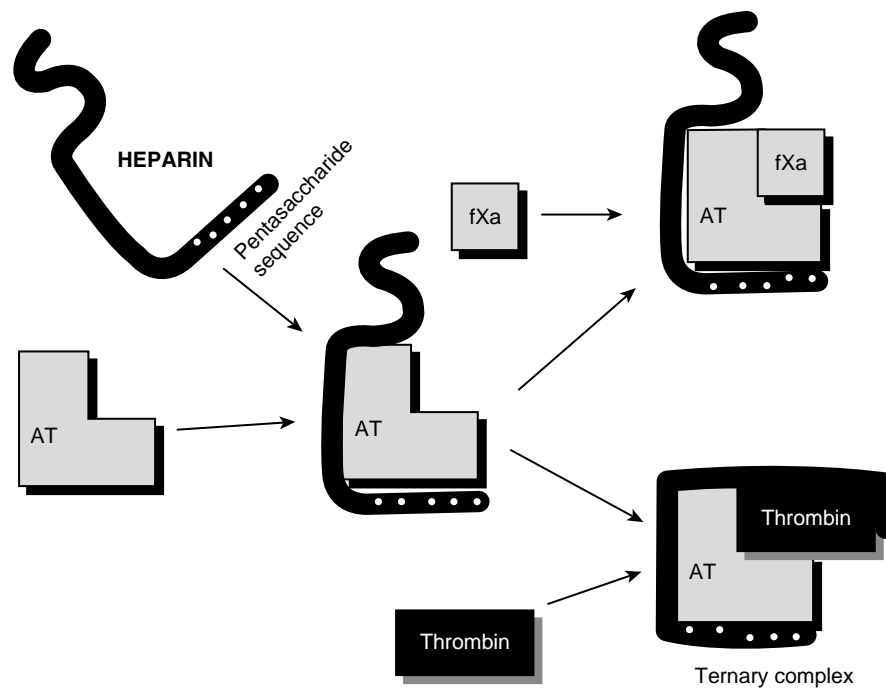 HEPARIN
Pentasaccharide
sequence
fXa
fXa
AT
AT
AT
Thrombin
AT
Thrombin
Ternary complex